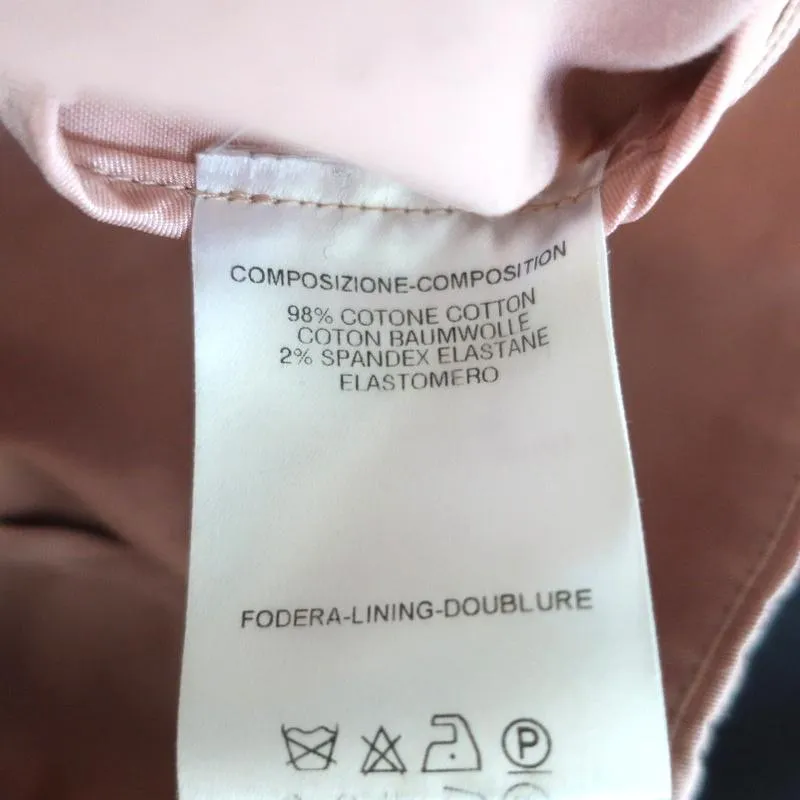 COMPOSIZIONE-COMPOSITION
98% COTONE COTTON
COTON BAUMWOLLE
2% SPANDEX ELASTANE
ELASTOMERO
FODERA-LINING-DOUBLURE
P